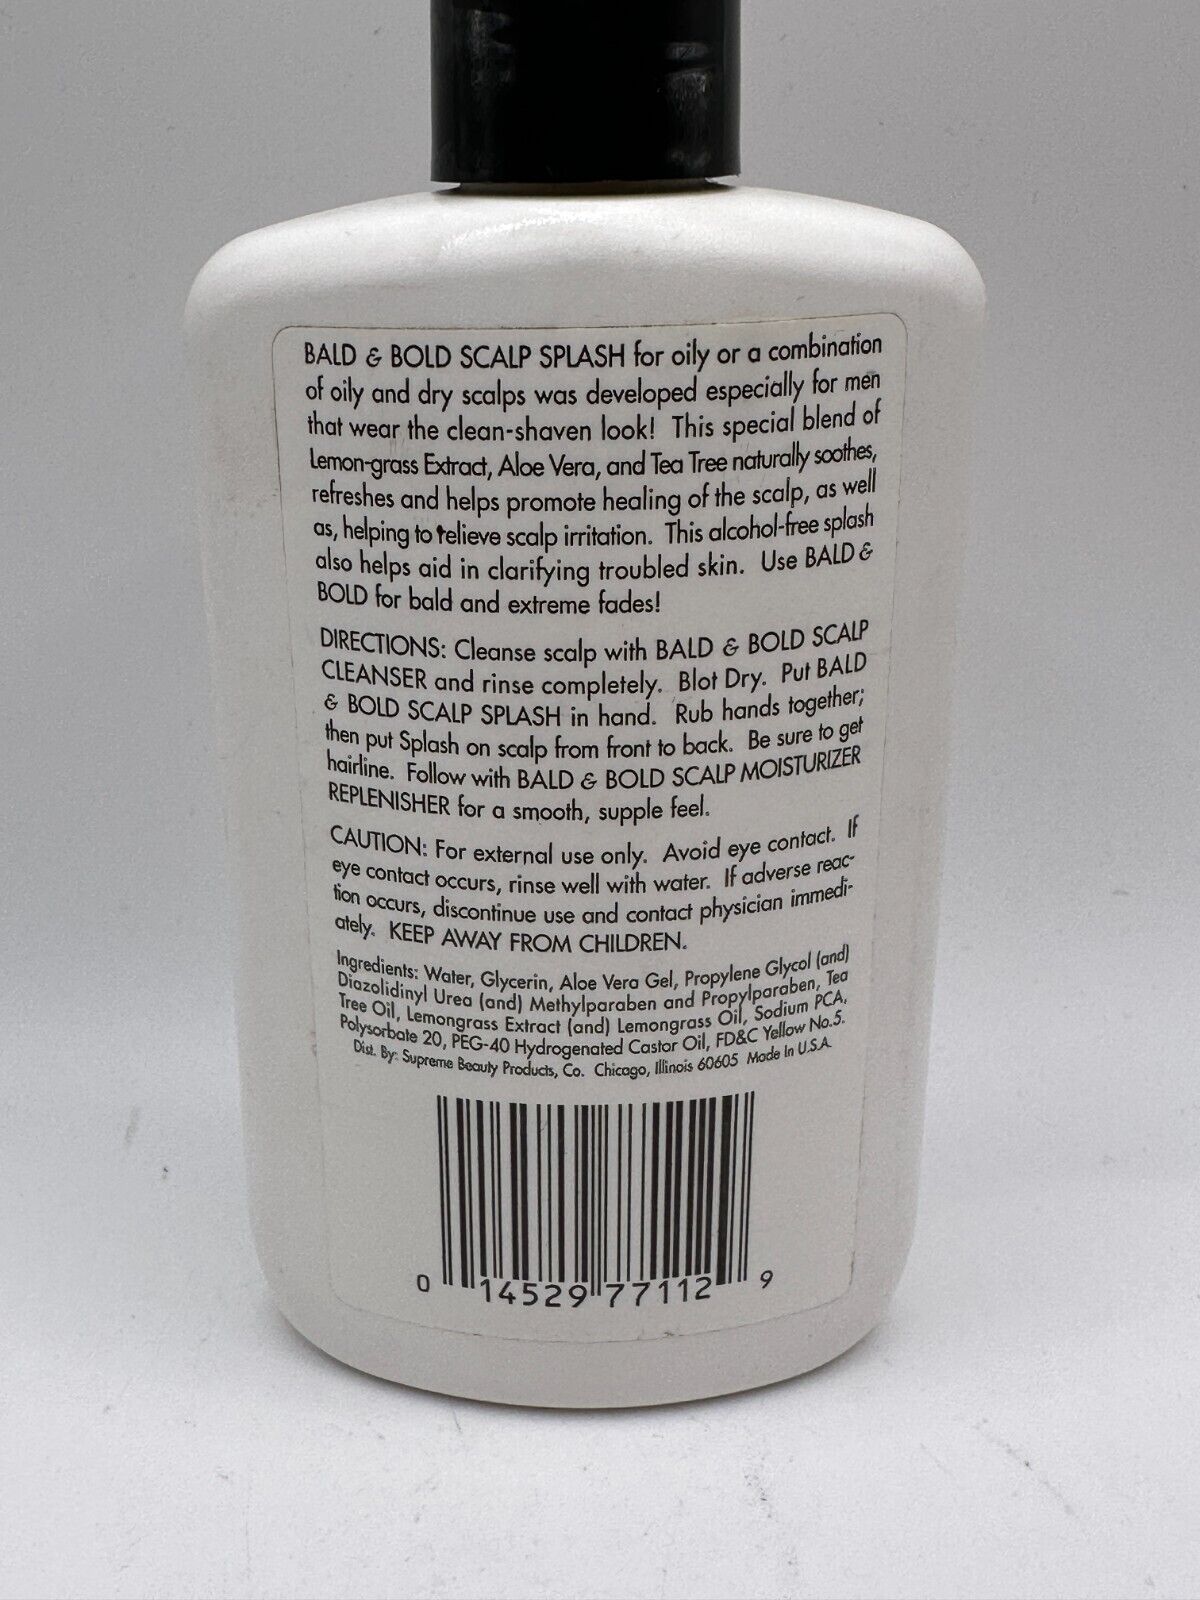 BALD & BOLD SCALP SPLASH for oily or a combination
of oily and dry scalps was developed especially for men
that wear the clean-shaven look! This special blend of
Lemon-grass Extract, Aloe Vera, and Tea Tree naturally soothes,
refreshes and helps promote healing of the scalp, as well
as, helping to relieve scalp irritation. This alcohol-free splash
also helps aid in clarifying troubled skin. Use BALD &
BOLD for bald and extreme fades!
DIRECTIONS: Cleanse scalp with BALD & BOLD SCALP
CLEANSER and rinse completely. Blot Dry. Put BALD
& BOLD SCALP SPLASH in hand. Rub hands together;
then put Splash on scalp from front to back. Be sure to get
hairline. Follow with BALD & BOLD SCALP MOISTURIZER
REPLENISHER for a smooth, supple feel.
CAUTION: For external use only. Avoid eye contact. If
eye contact occurs, rinse well with water. If adverse reac-
tion occurs, discontinue use and contact physician immedi-
ately. KEEP AWAY FROM CHILDREN.
Ingredients: Water, Glycerin, Aloe Vera Gel, Propylene Glycol (and)
Diazolidinyl Urea (and) Methylparaben and Propylparaben, Tea
Tree Oil, Lemongrass Extract (and) Lemongrass Oil, Sodium PCA,
Polysorbate 20, PEG-40 Hydrogenated Castor Oil, FD&C Yellow No.5.
Dist. By: Supreme Beauty Products, Co. Chicago, Illinois 60605 Made In U.S.A.
0 14529 77112 9